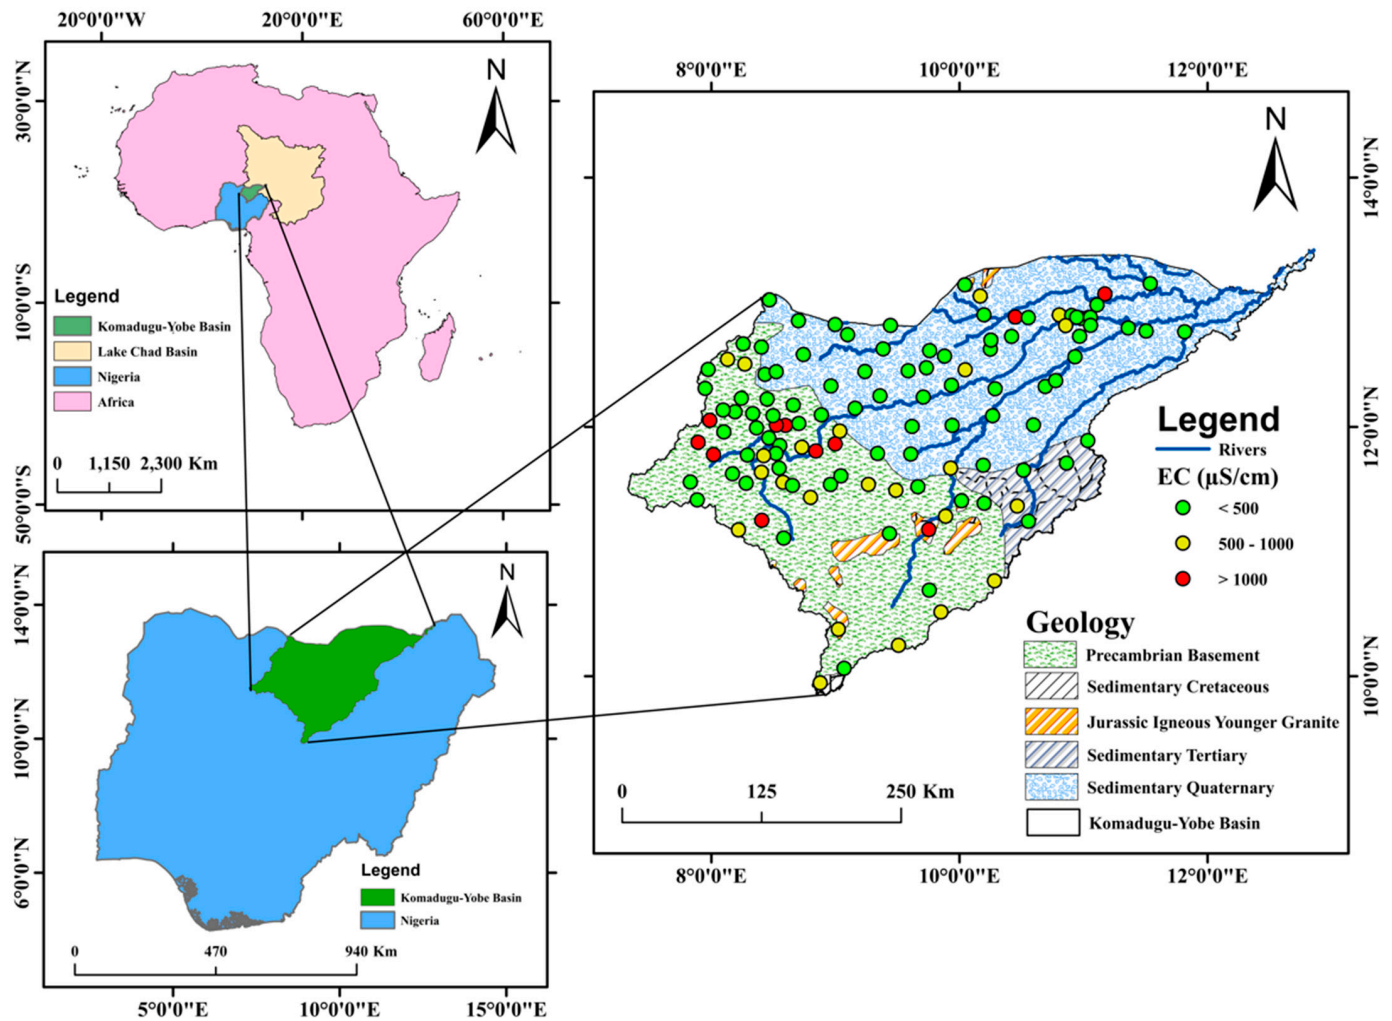 20°0'0"W 20°0'0"E 60°0'0"E
30°0'0"N
10°0'0"S
50°0'0"S
N
Legend
Komadugu-Yobe Basin
Lake Chad Basin
Nigeria
Africa
0 1,150 2,300 Km
14°0'0"N
10°0'0"N
6°0'0"N
N
Legend
Komadugu-Yobe Basin
Nigeria
0 470 940 Km
5°0'0"E 10°0'0"E 15°0'0"E
8°0'0"E 10°0'0"E 12°0'0"E
N
14°0'0"N
12°0'0"N
10°0'0"N
Legend
Rivers
EC (µS/cm)
< 500
500 - 1000
> 1000
Geology
Precambrian Basement
Sedimentary Cretaceous
Jurassic Igneous Younger Granite
Sedimentary Tertiary
Sedimentary Quaternary
Komadugu-Yobe Basin
0 125 250 Km
8°0'0"E 10°0'0"E 12°0'0"E